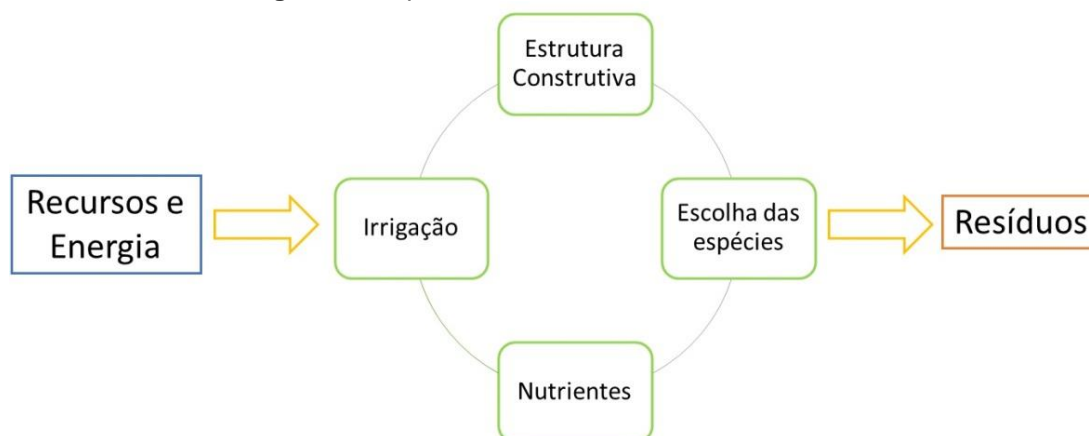 Estrutura
Construtiva
Recursos e
Energia
Irrigação
Escolha das
espécies
Resíduos
Nutrientes